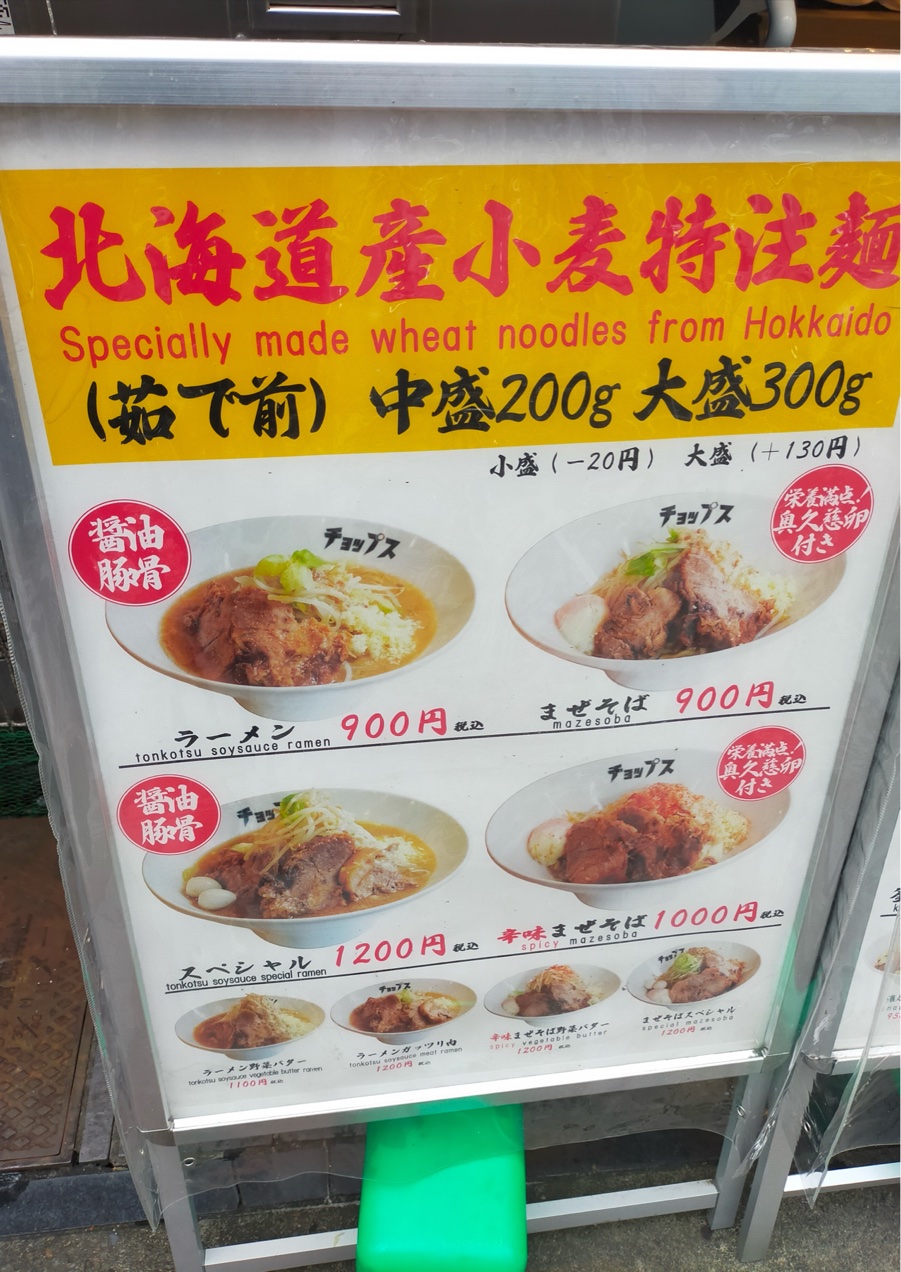 北海道産小麦特注麺
Specially made wheat noodles from Hokkaido
(茹で前) 中盛200g 大盛300g
小盛(-20円) 大盛(+130円)
醤油
豚骨
チョップス
チョップス
栄養満点!
奥久慈卵
付き
ラーメン 900円 税込
tonkotsu soysauce ramen
まぜそば 900円 税込
mazesoba
醤油
豚骨
チョップ
チョップス
栄養満点!
奥久慈卵
付き
スペシャル 1200円 税込
tonkotsu soysauce special ramen
辛味まぜそば 1000円 税込
spicy mazesoba
チョップス
チョップス
ラーメン野菜バター
tonkotsu soysauce vegetable butter ramen
1100円 税込
ラーメンガッツリ肉
tonkotsu soysauce meat ramen
1200円 税込
辛味まぜそば野菜バター
spicy vegetable butter
1200円 税込
まぜそばスペシャル
special mazesoba
1200円 税込